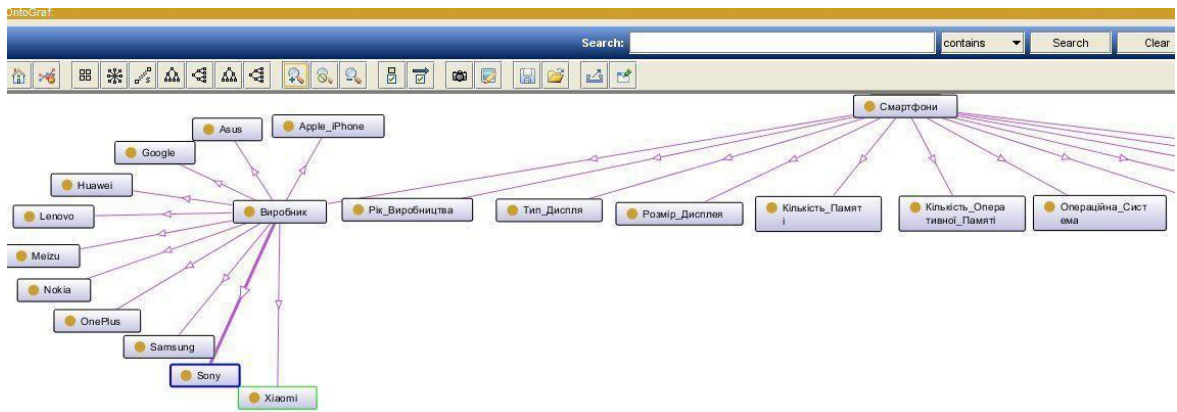 OntoGraf:
Search:
contains
Search
Clear
Смартфони
Asus
Apple_iPhone
Google
Huawei
Lenovo
Виробник
Рік_Виробництва
Тип_Диспля
Розмір_Дисплея
Кількість_Памят
і
Кількість_Опера
тивної_Памяті
Операційна_Сист
ема
Meizu
Nokia
OnePlus
Samsung
Sony
Xiaomi